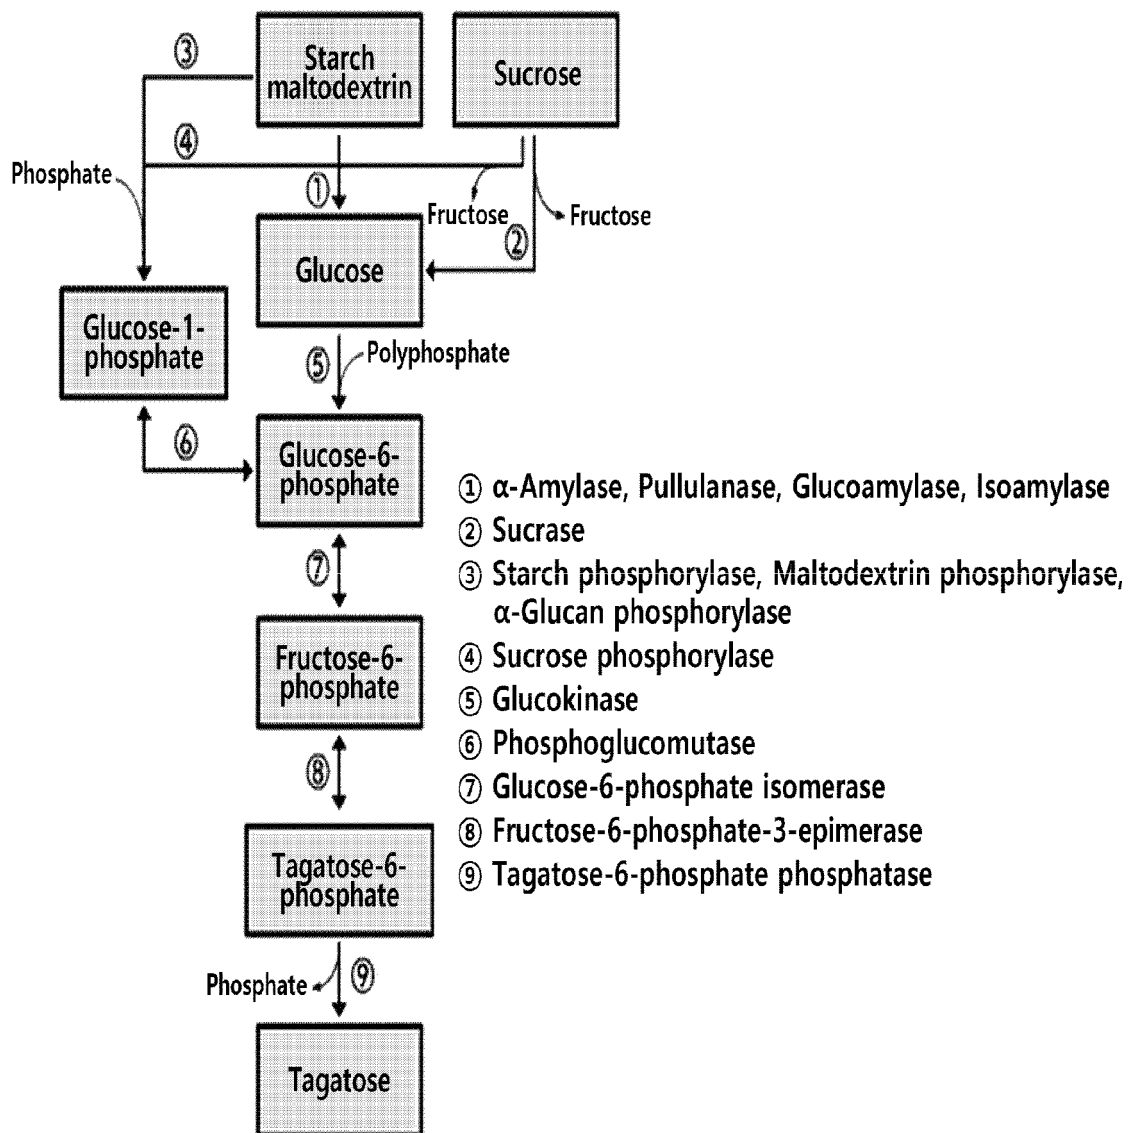 ③
Starch
maltodextrin
Sucrose
④
Phosphate
①
Fructose
Fructose
②
Glucose
Glucose-1-
phosphate
⑤
Polyphosphate
⑥
Glucose-6-
phosphate
① α-Amylase, Pullulanase, Glucoamylase, Isoamylase
② Sucrase
③ Starch phosphorylase, Maltodextrin phosphorylase,
α-Glucan phosphorylase
④ Sucrose phosphorylase
⑤ Glucokinase
⑥ Phosphoglucomutase
⑦ Glucose-6-phosphate isomerase
⑧ Fructose-6-phosphate-3-epimerase
⑨ Tagatose-6-phosphate phosphatase
⑦
Fructose-6-
phosphate
⑧
Tagatose-6-
phosphate
Phosphate
⑨
Tagatose